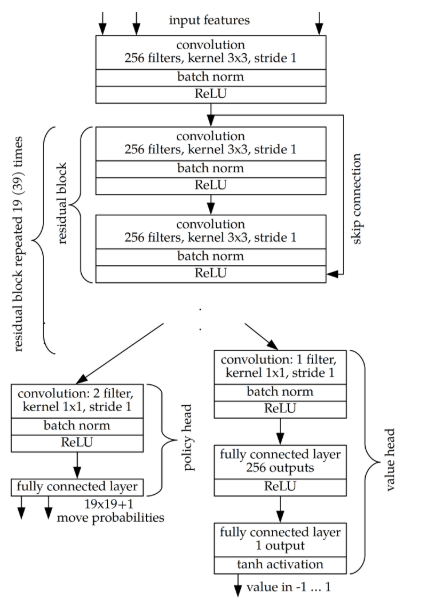 input features
convolution
256 filters, kernel 3x3, stride 1
batch norm
ReLU
residual block repeated 19 (39) times
residual block
convolution
256 filters, kernel 3x3, stride 1
batch norm
ReLU
convolution
256 filters, kernel 3x3, stride 1
batch norm
ReLU
skip connection
convolution: 2 filter,
kernel 1x1, stride 1
batch norm
ReLU
fully connected layer
19x19+1
move probabilities
policy head
convolution: 1 filter,
kernel 1x1, stride 1
batch norm
ReLU
fully connected layer
256 outputs
ReLU
fully connected layer
1 output
tanh activation
value in -1 ... 1
value head